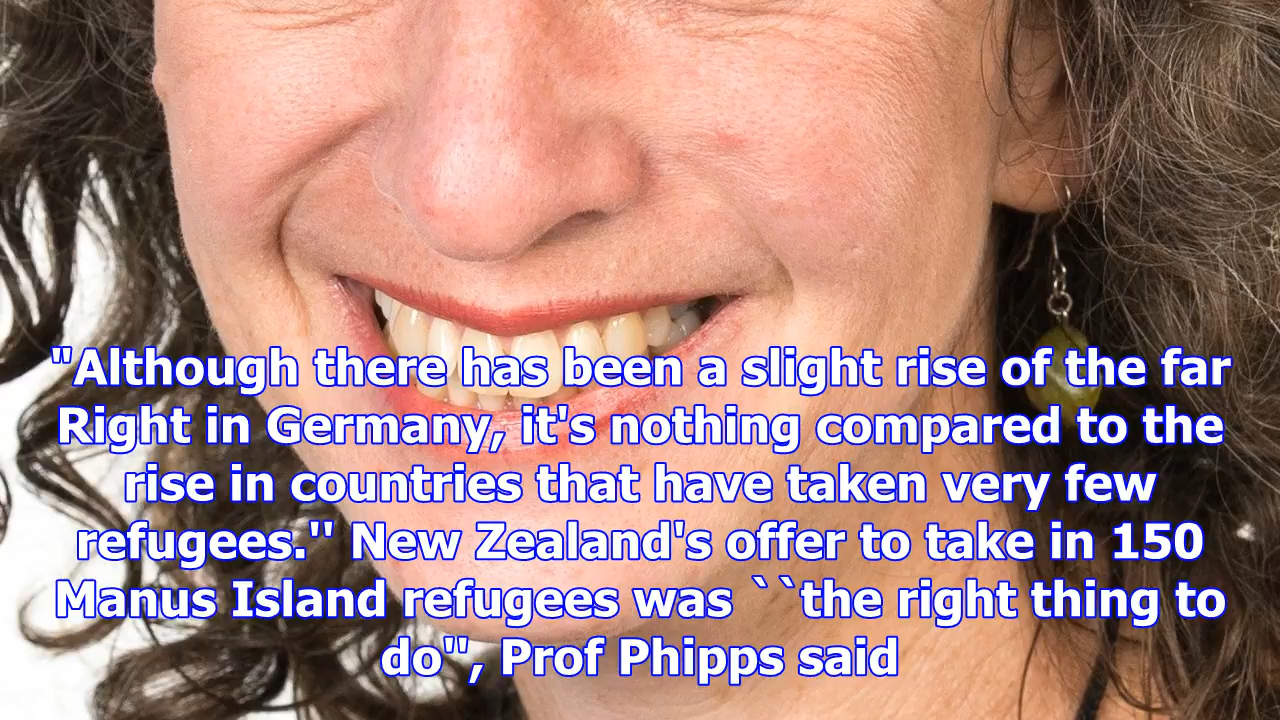 "Although there has been a slight rise of the far
Right in Germany, it's nothing compared to the
rise in countries that have taken very few
refugees.'' New Zealand's offer to take in 150
Manus Island refugees was ``the right thing to
do'', Prof Phipps said